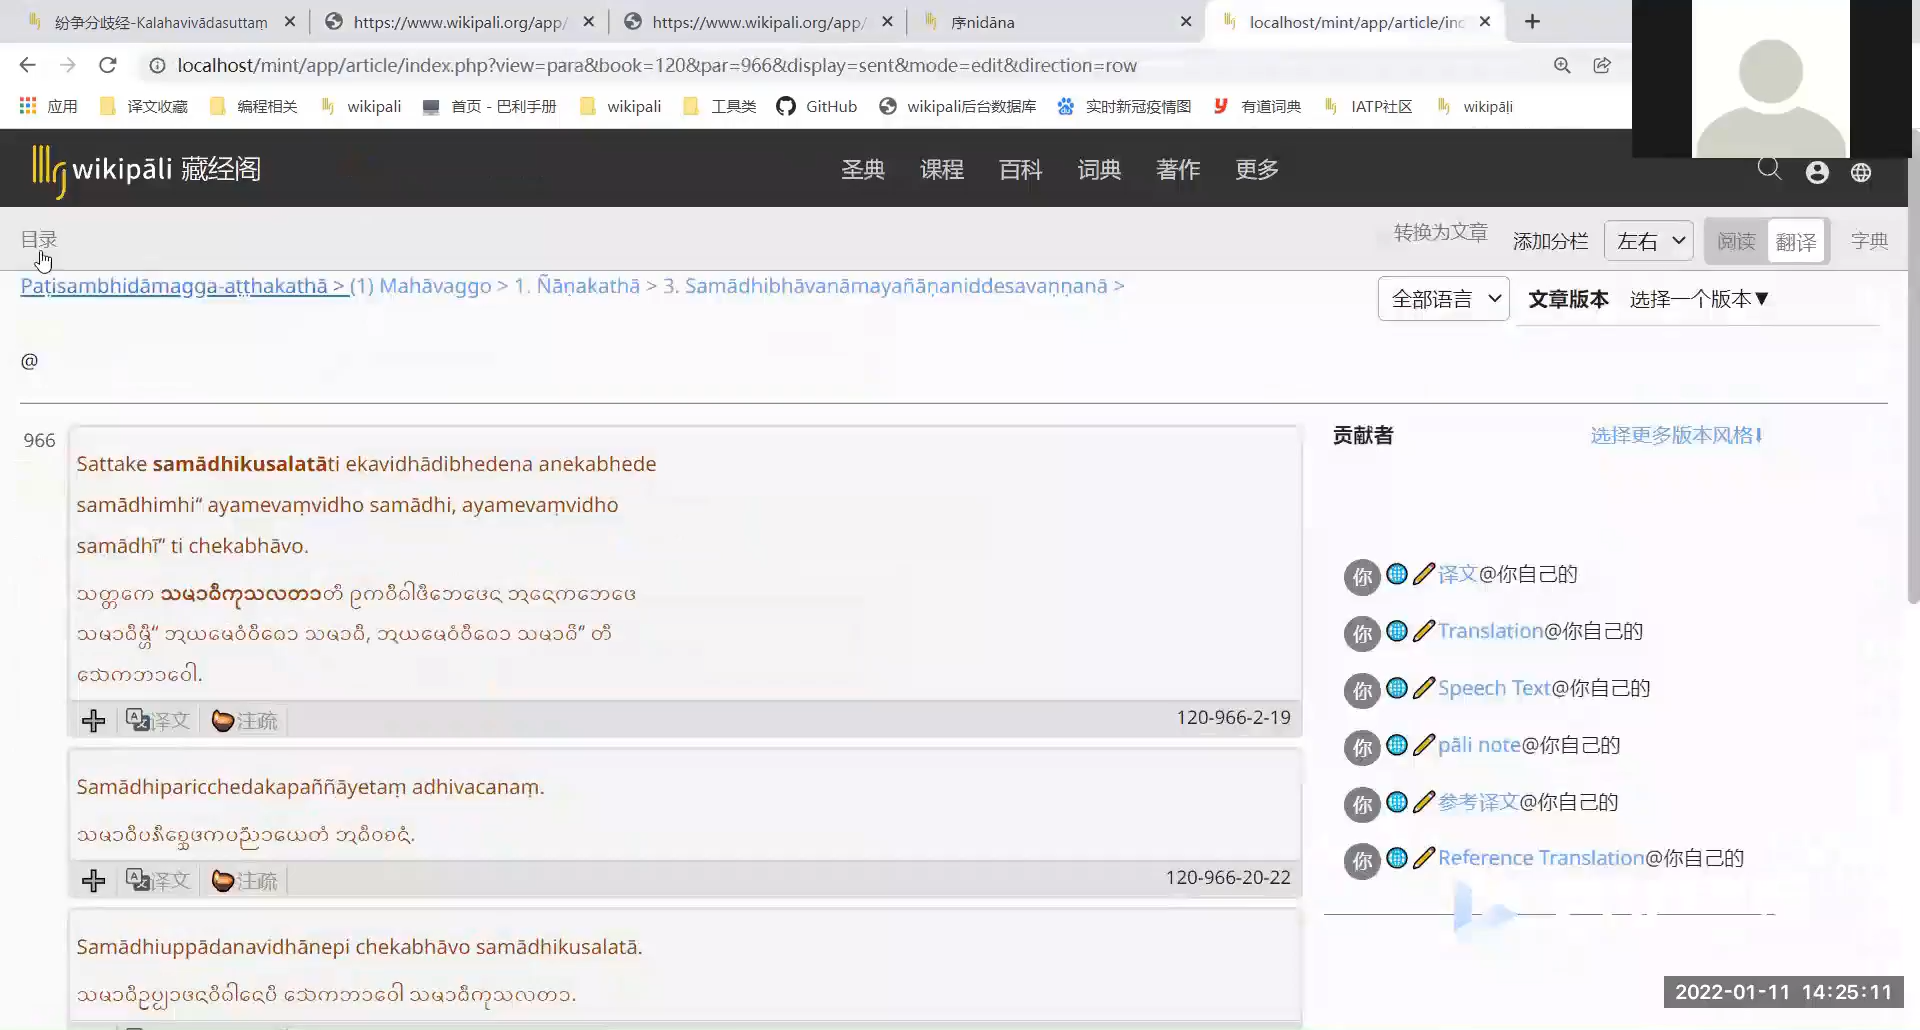 纷争分歧经-Kalahavivādasuttaṃ
https://www.wikipali.org/app/
https://www.wikipali.org/app/
序nidāna
localhost/mint/app/article/inc
localhost/mint/app/article/index.php?view=para&book=120&par=966&display=sent&mode=edit&direction=row
应用 译文收藏 编程相关 wikipali 首页 - 巴利手册 wikipali 工具类 GitHub wikipali后台数据库 实时新冠疫情图 有道词典 IATP社区 wikipāḷi
wikipāli 藏经阁 圣典 课程 百科 词典 著作 更多
目录 转换为文章 添加分栏 左右 阅读 翻译 字典
Paṭisambhidāmagga-aṭṭhakathā > (1) Mahāvaggo > 1. Ñāṇakathā > 3. Samādhibhāvanāmayañāṇaniddesavaṇṇanā >
全部语言 文章版本 选择一个版本▼
@
966
Sattake samādhikusalatāti ekavidhādibhedena anekabhede
samādhimhi“ ayamevaṃvidho samādhi, ayamevaṃvidho
samādhī” ti chekabhāvo.
译文 注疏 120-966-2-19
Samādhiparicchedakapaññāyetaṃ adhivacanaṃ.
译文 注疏 120-966-20-22
Samādhiuppādanavidhānepi chekabhāvo samādhikusalatā.
贡献者 选择更多版本风格⬇
你 译文@你自己的
你 Translation@你自己的
你 Speech Text@你自己的
你 pāli note@你自己的
你 参考译文@你自己的
你 Reference Translation@你自己的
2022-01-11 14:25:11